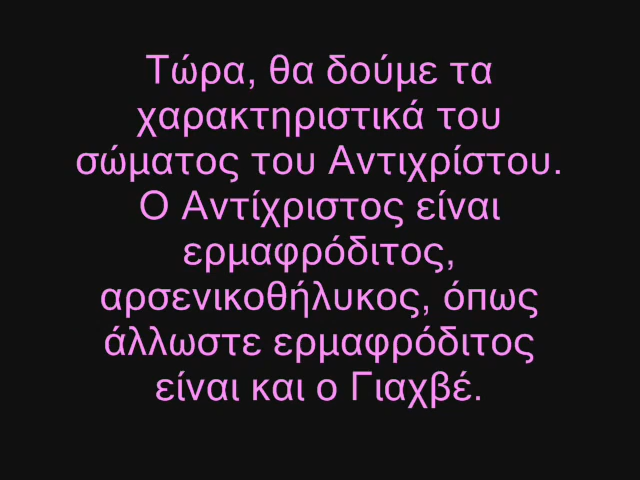 Τώρα, θα δούμε τα
χαρακτηριστικά του
σώματος του Αντιχρίστου.
Ο Αντίχριστος είναι
ερμαφρόδιτος,
αρσενικοθήλυκος, όπως
άλλωστε ερμαφρόδιτος
είναι και ο Γιαχβέ.